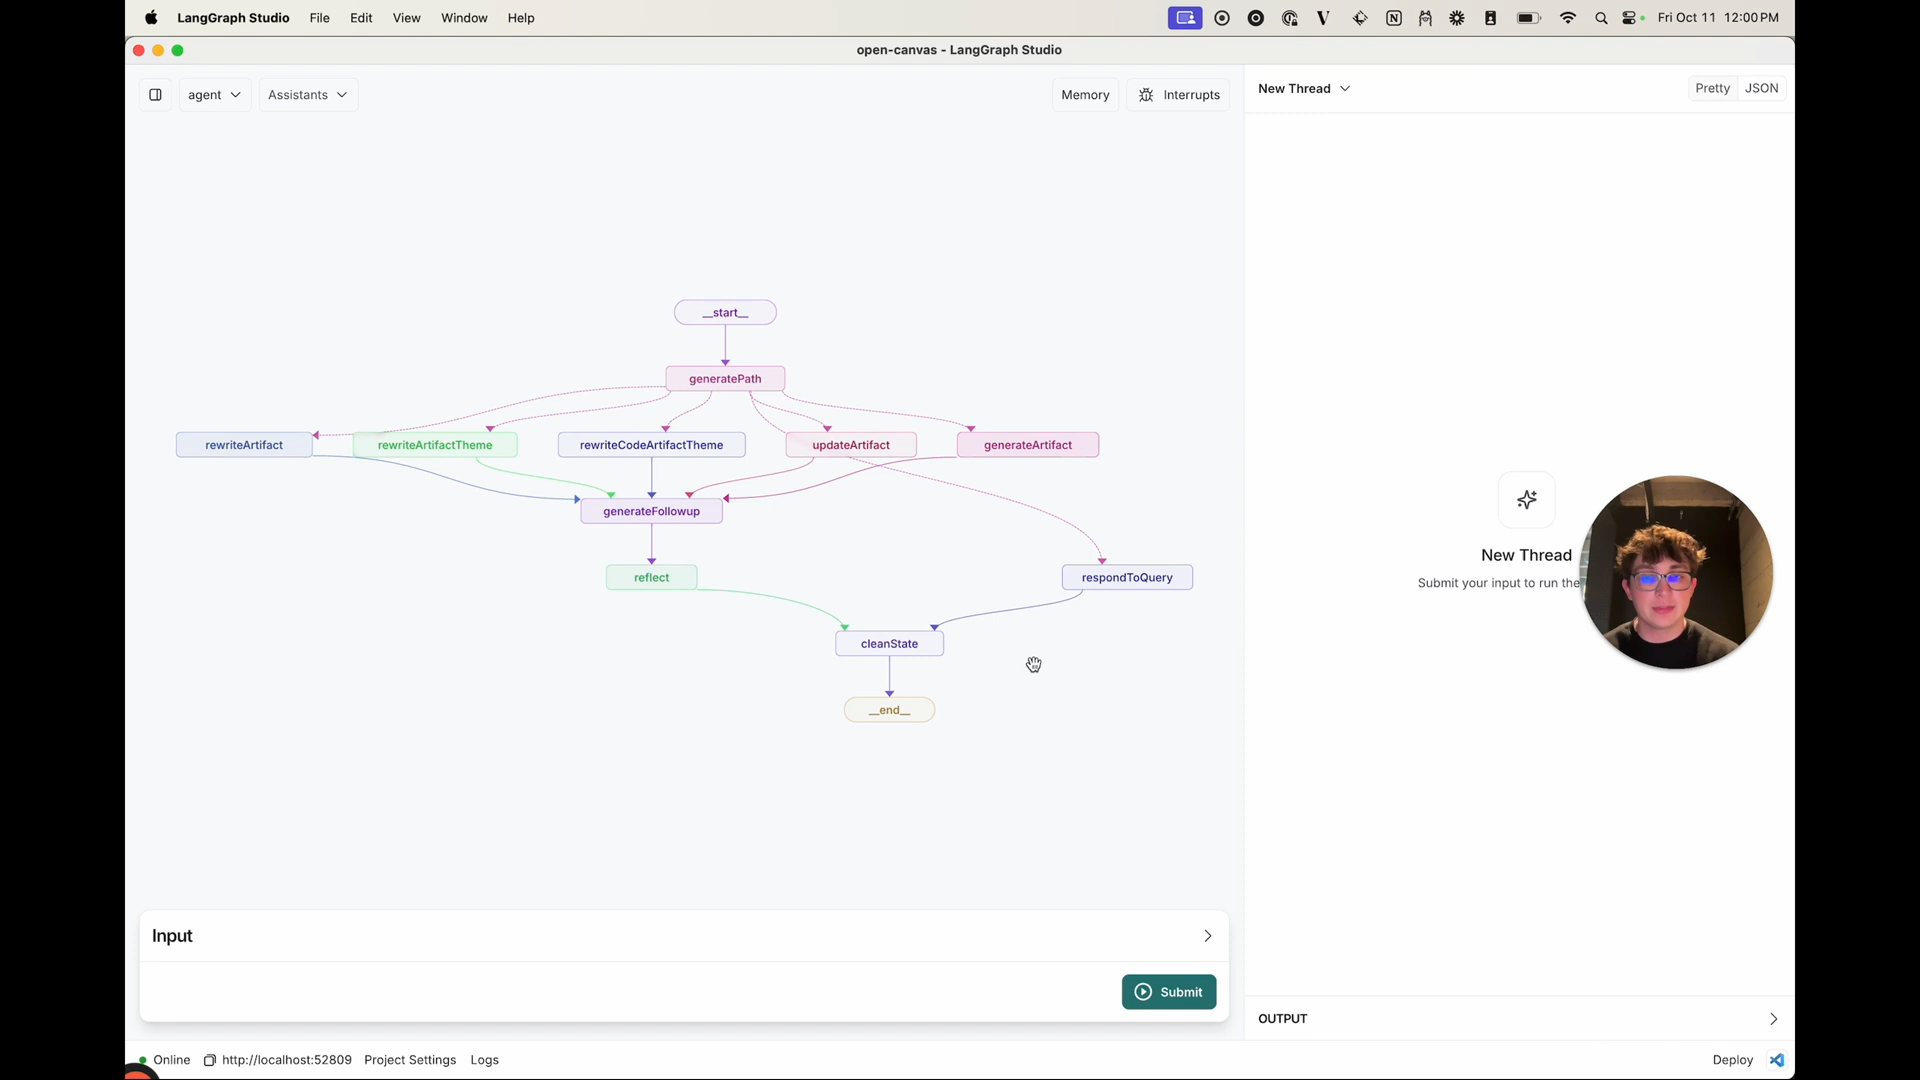 LangGraph Studio File Edit View Window Help Fri Oct 11 12:00 PM
open-canvas - LangGraph Studio
agent Assistants Memory Interrupts
New Thread Pretty JSON
__start__
generatePath
rewriteArtifact rewriteArtifactTheme rewriteCodeArtifactTheme updateArtifact generateArtifact
generateFollowup
reflect respondToQuery
cleanState
__end__
New Thread
Submit your input to run the
Input
Submit
OUTPUT
Online http://localhost:52809 Project Settings Logs Deploy